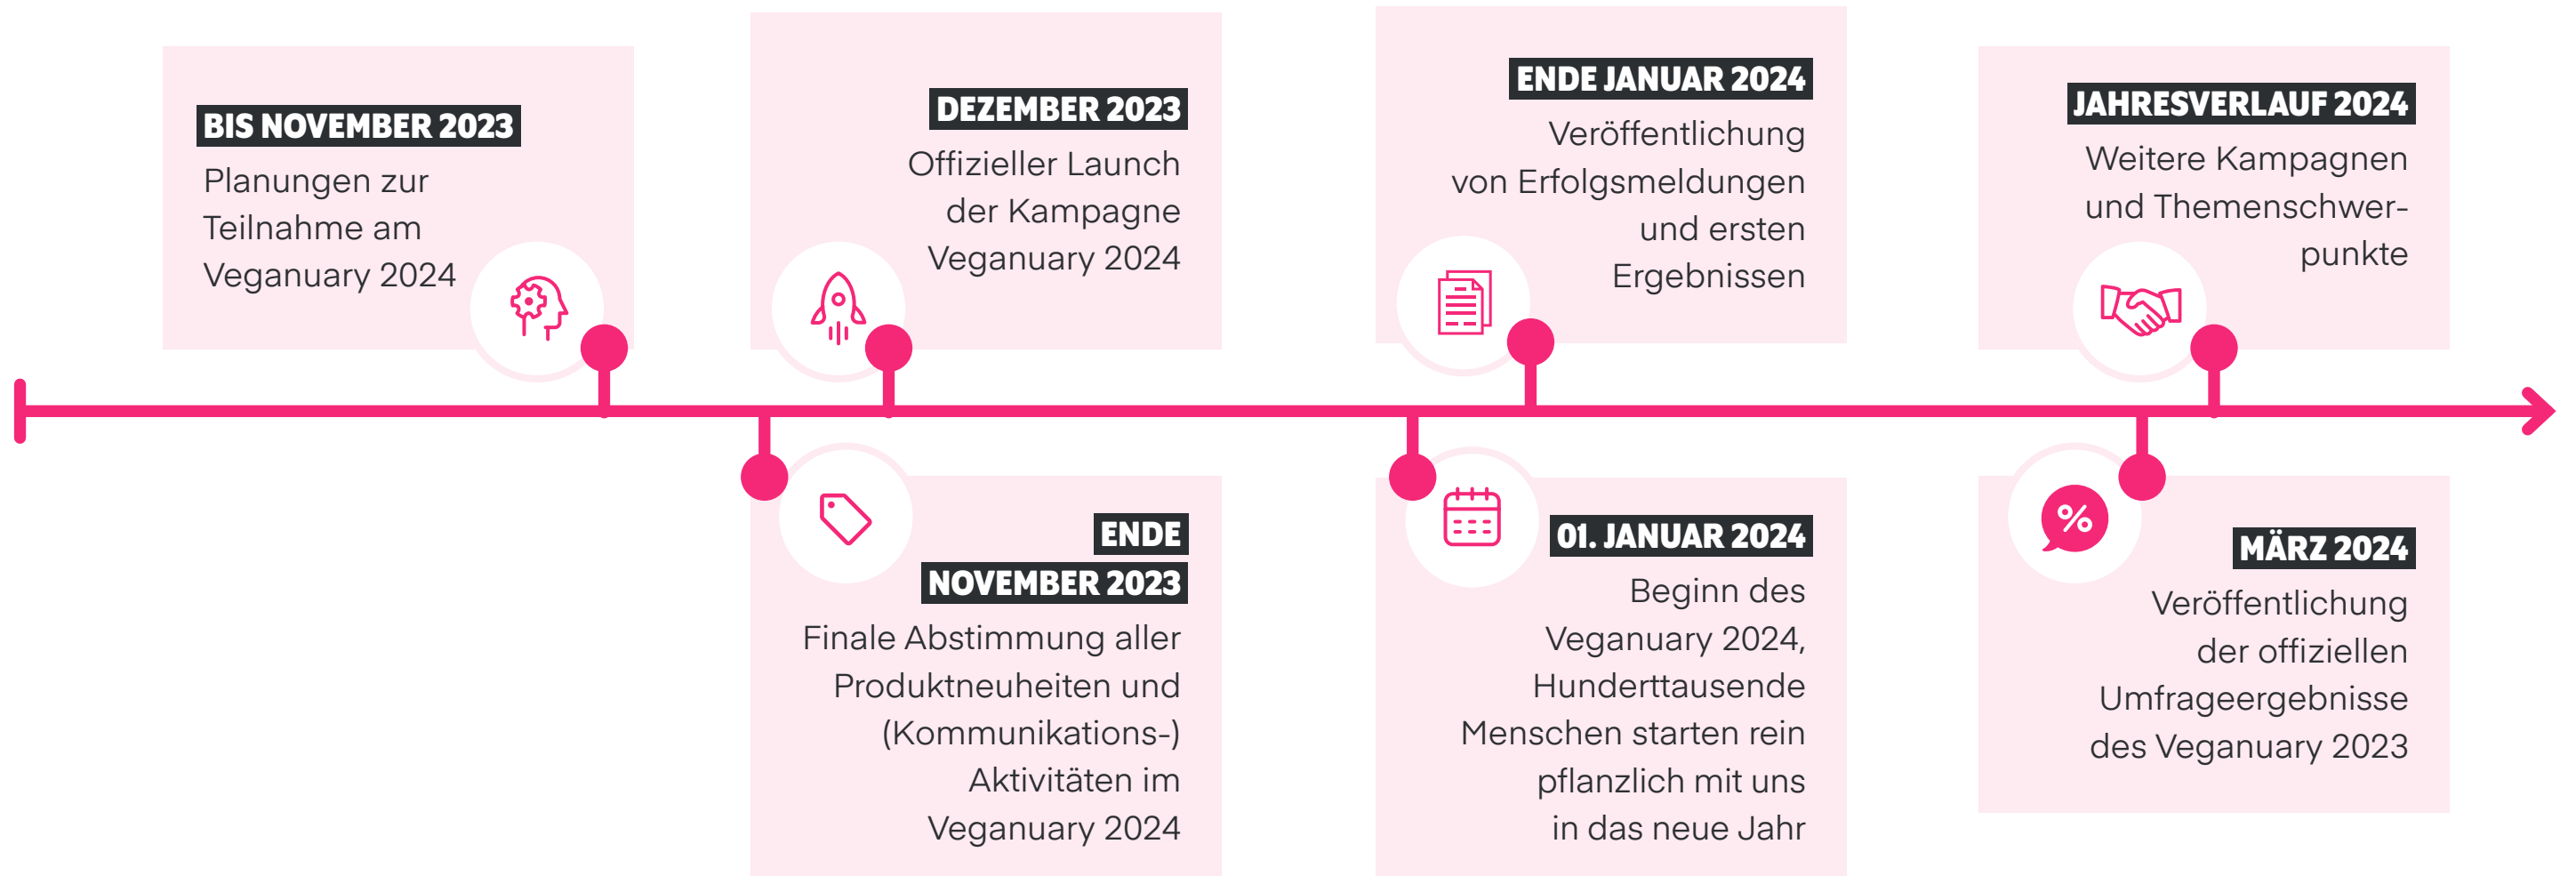 BIS NOVEMBER 2023
Planungen zur
Teilnahme am
Veganuary 2024
ENDE
NOVEMBER 2023
Finale Abstimmung aller
Produktneuheiten und
(Kommunikations-)
Aktivitäten im
Veganuary 2024
DEZEMBER 2023
Offizieller Launch
der Kampagne
Veganuary 2024
01. JANUAR 2024
Beginn des
Veganuary 2024,
Hunderttausende
Menschen starten rein
pflanzlich mit uns
in das neue Jahr
ENDE JANUAR 2024
Veröffentlichung
von Erfolgsmeldungen
und ersten
Ergebnissen
%
MÄRZ 2024
Veröffentlichung
der offiziellen
Umfrageergebnisse
des Veganuary 2023
JAHRESVERLAUF 2024
Weitere Kampagnen
und Themenschwer-
punkte